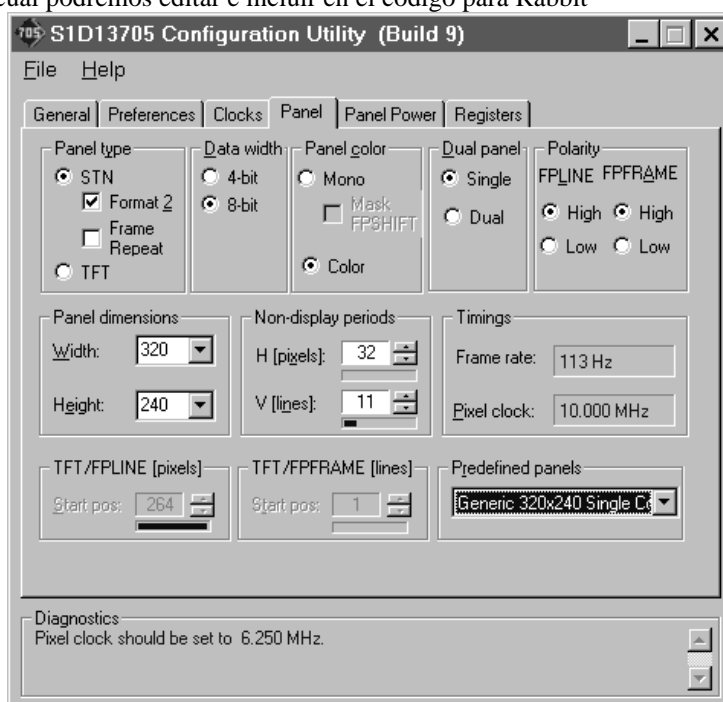 cual podremos editar e incluir en el código para Rabbit
705 S1D13705 Configuration Utility (Build 9)
File Help
General Preferences Clocks Panel Panel Power Registers
Panel type
STN
Format 2
Frame
Repeat
TFT
Data width
4-bit
8-bit
Panel color
Mono
Mask
FPSHIFT
Color
Dual panel
Single
Dual
Polarity
FPLINE FPFRAME
High High
Low Low
Panel dimensions
Width: 320
Height: 240
Non-display periods
H [pixels]: 32
V [lines]: 11
Timings
Frame rate: 113 Hz
Pixel clock: 10.000 MHz
TFT/FPLINE [pixels]
Start pos: 264
TFT/FPFRAME [lines]
Start pos: 1
Predefined panels
Generic 320x240 Single
Diagnostics
Pixel clock should be set to 6.250 MHz.